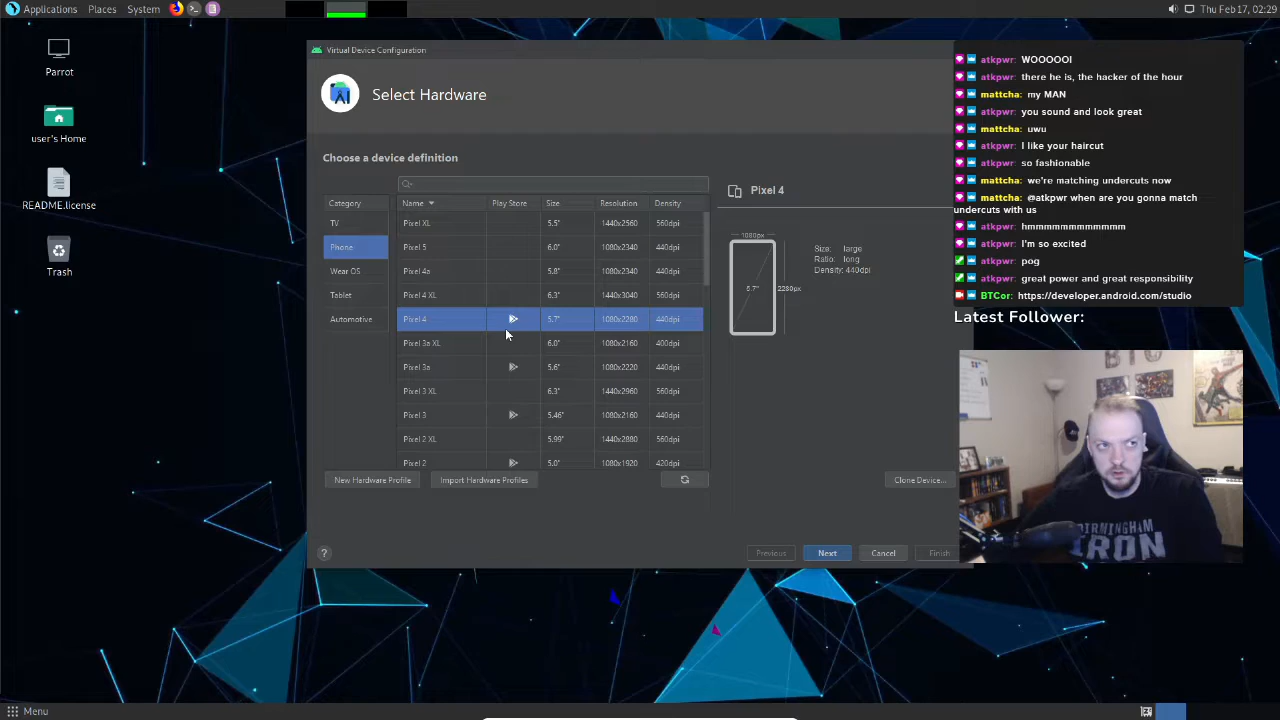 Applications Places System
Thu Feb 17, 02:29
Parrot
user's Home
README.license
Trash
Virtual Device Configuration
Select Hardware
Choose a device definition
Category
TV
Phone
Wear OS
Tablet
Automotive
Name Play Store Size Resolution Density
Pixel XL 5.5" 1440x2560 560dpi
Pixel 5 6.0" 1080x2340 440dpi
Pixel 4a 5.8" 1080x2340 440dpi
Pixel 4 XL 6.3" 1440x3040 560dpi
Pixel 4 5.7" 1080x2280 440dpi
Pixel 3a XL 6.0" 1080x2160 400dpi
Pixel 3a 5.6" 1080x2220 440dpi
Pixel 3 XL 6.3" 1440x2960 560dpi
Pixel 3 5.46" 1080x2160 440dpi
Pixel 2 XL 5.99" 1440x2880 560dpi
Pixel 2 5.0" 1080x1920 420dpi
New Hardware Profile Import Hardware Profiles
Pixel 4
1080px
5.7"
2280px
Size: large
Ratio: long
Density: 440dpi
Clone Device...
? Previous Next Cancel Finish
atkpwr: WOOOOOI
atkpwr: there he is, the hacker of the hour
mattcha: my MAN
atkpwr: you sound and look great
mattcha: uwu
atkpwr: I like your haircut
atkpwr: so fashionable
mattcha: we're matching undercuts now
mattcha: @atkpwr when are you gonna match
undercuts with us
atkpwr: hmmmmmmmmmmm
atkpwr: I'm so excited
atkpwr: pog
atkpwr: great power and great responsibility
BTCor: https://developer.android.com/studio
Latest Follower:
BIRMINGHAM
IRON
Menu